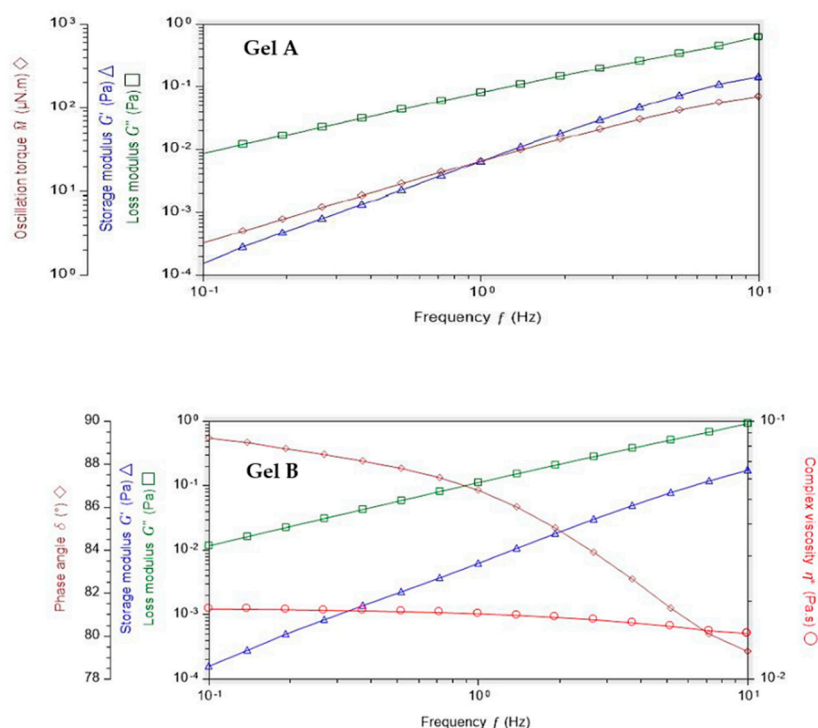 Gel A
Oscillation torque M̃ (μN.m) ◇
Storage modulus G' (Pa) △
Loss modulus G'' (Pa) □
10³
10²
10¹
10⁰
10⁰
10⁻¹
10⁻²
10⁻³
10⁻⁴
10⁻¹ 10⁰ 10¹
Frequency f (Hz)
Gel B
Phase angle δ (°) ◇
Storage modulus G' (Pa) △
Loss modulus G'' (Pa) □
90
88
86
84
82
80
78
10⁰
10⁻¹
10⁻²
10⁻³
10⁻⁴
10⁻¹
10⁻²
Complex viscosity η* (Pa.s) ○
10⁻¹ 10⁰ 10¹
Frequency f (Hz)